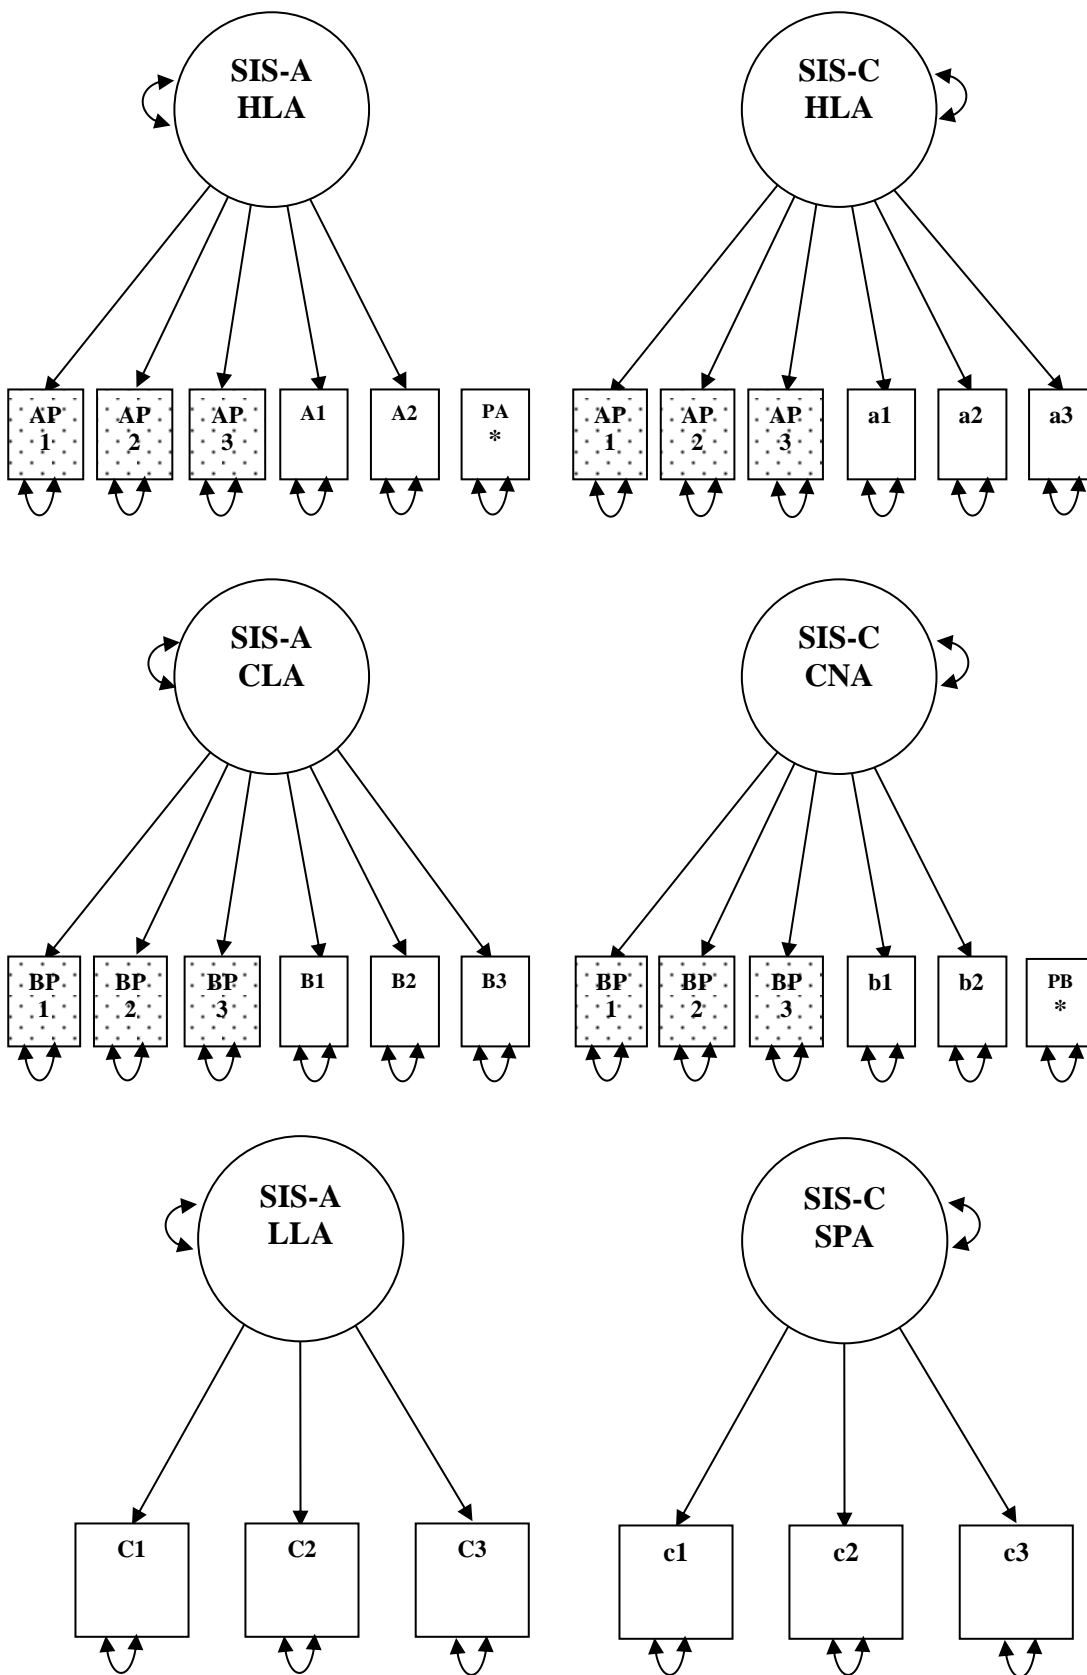 SIS-A
HLA
SIS-C
HLA
AP
1
AP
2
AP
3
A1
A2
PA
*
AP
1
AP
2
AP
3
a1
a2
a3
SIS-A
CLA
SIS-C
CNA
BP
1
BP
2
BP
3
B1
B2
B3
BP
1
BP
2
BP
3
b1
b2
PB
*
SIS-A
LLA
SIS-C
SPA
C1
C2
C3
c1
c2
c3